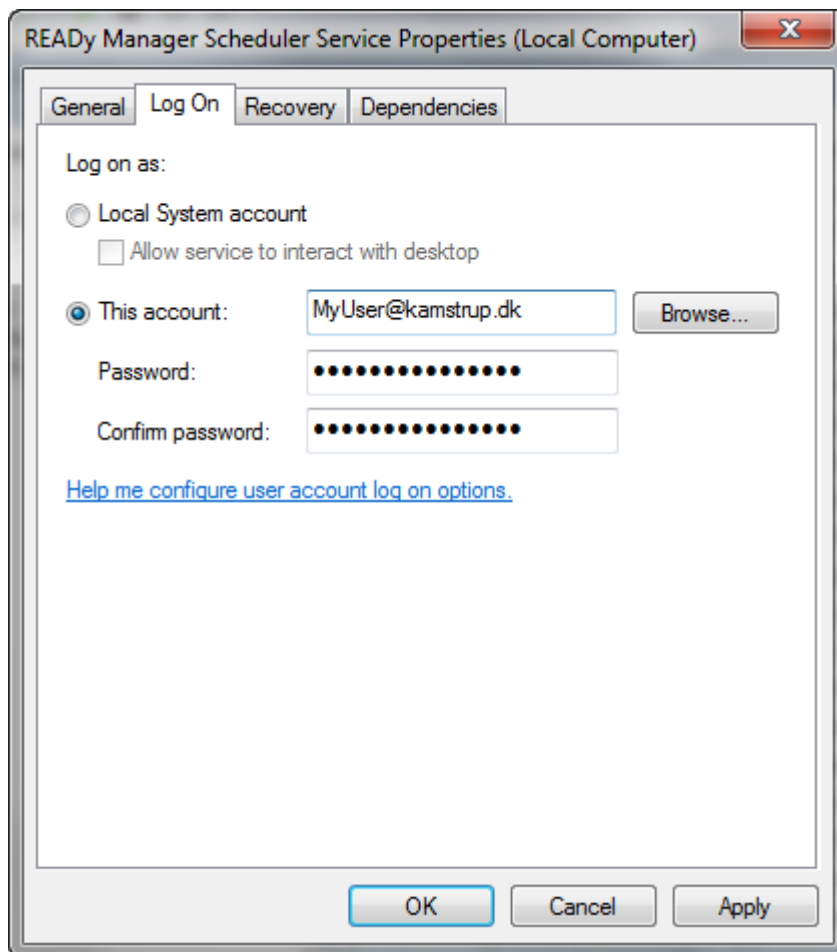 READy Manager Scheduler Service Properties (Local Computer)
General Log On Recovery Dependencies
Log on as:
Local System account
Allow service to interact with desktop
This account: MyUser@kamstrup.dk Browse...
Password: •••••••••••••••
Confirm password: •••••••••••••••
Help me configure user account log on options.
OK Cancel Apply